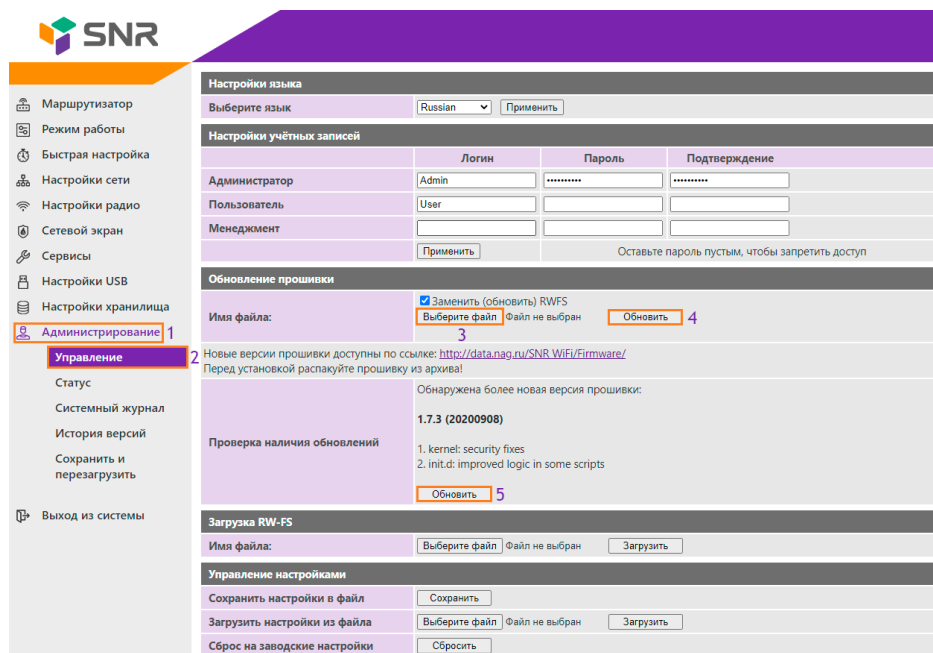 SNR
Маршрутизатор
Режим работы
Быстрая настройка
Настройки сети
Настройки радио
Сетевой экран
Сервисы
Настройки USB
Настройки хранилища
Администрирование 1
Управление 2
Статус
Системный журнал
История версий
Сохранить и
перезагрузить
Выход из системы
Настройки языка
Выберите язык Russian Применить
Настройки учётных записей
Логин Пароль Подтверждение
Администратор Admin •••••••••• ••••••••••
Пользователь User
Менеджмент
Применить Оставьте пароль пустым, чтобы запретить доступ
Обновление прошивки
Заменить (обновить) RWFS
Имя файла: Выберите файл Файл не выбран Обновить 4
3
Новые версии прошивки доступны по ссылке: http://data.nag.ru/SNR WiFi/Firmware/
Перед установкой распакуйте прошивку из архива!
Обнаружена более новая версия прошивки:
1.7.3 (20200908)
Проверка наличия обновлений
1. kernel: security fixes
2. init.d: improved logic in some scripts
Обновить 5
Загрузка RW-FS
Имя файла: Выберите файл Файл не выбран Загрузить
Управление настройками
Сохранить настройки в файл Сохранить
Загрузить настройки из файла Выберите файл Файл не выбран Загрузить
Сброс на заводские настройки Сбросить